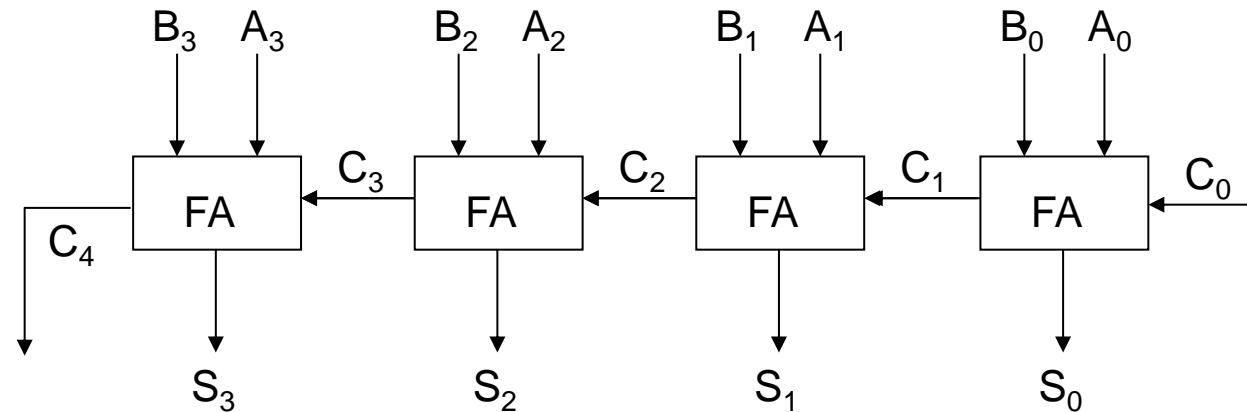 B₃ A₃ B₂ A₂ B₁ A₁ B₀ A₀
C₃ C₂ C₁ C₀
FA FA FA FA
C₄
S₃ S₂ S₁ S₀